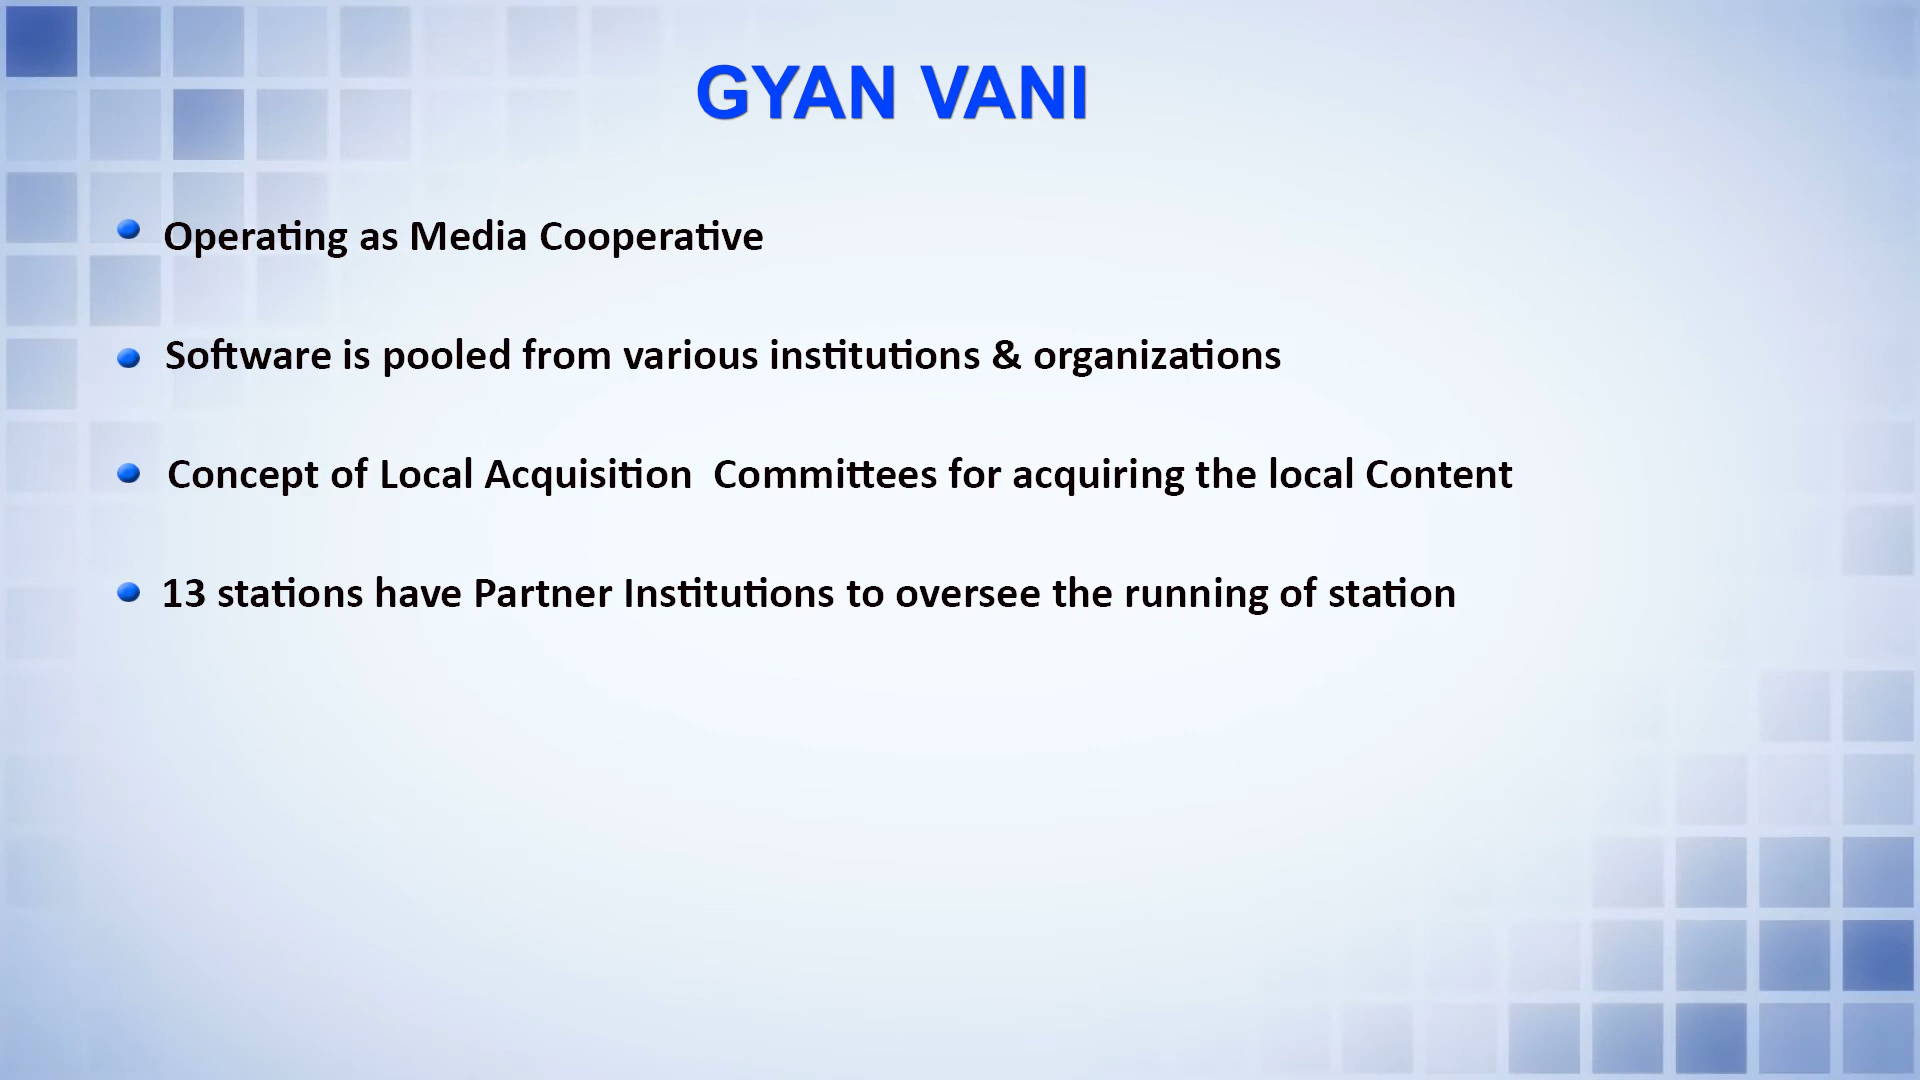 GYAN VANI
Operating as Media Cooperative
Software is pooled from various institutions & organizations
Concept of Local Acquisition  Committees for acquiring the local Content
13 stations have Partner Institutions to oversee the running of station